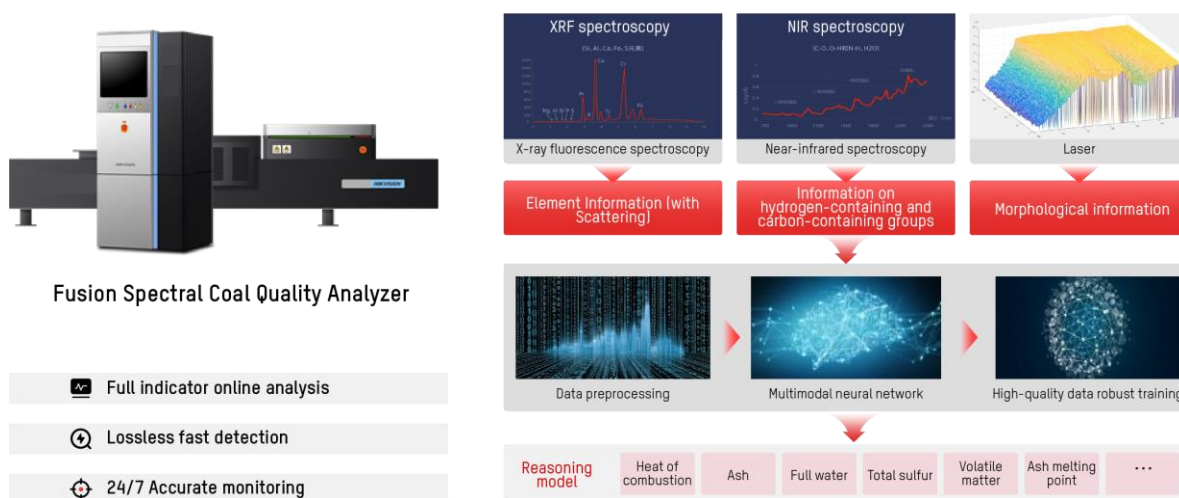 HIKVISION
Fusion Spectral Coal Quality Analyzer
Full indicator online analysis
Lossless fast detection
24/7 Accurate monitoring
XRF spectroscopy
X-ray fluorescence spectroscopy
NIR spectroscopy
Near-infrared spectroscopy
Laser
Element Information (with
Scattering)
Information on
hydrogen-containing and
carbon-containing groups
Morphological information
Data preprocessing
Multimodal neural network
High-quality data robust training
Reasoning
model
Heat of
combustion
Ash
Full water
Total sulfur
Volatile
matter
Ash melting
point
...